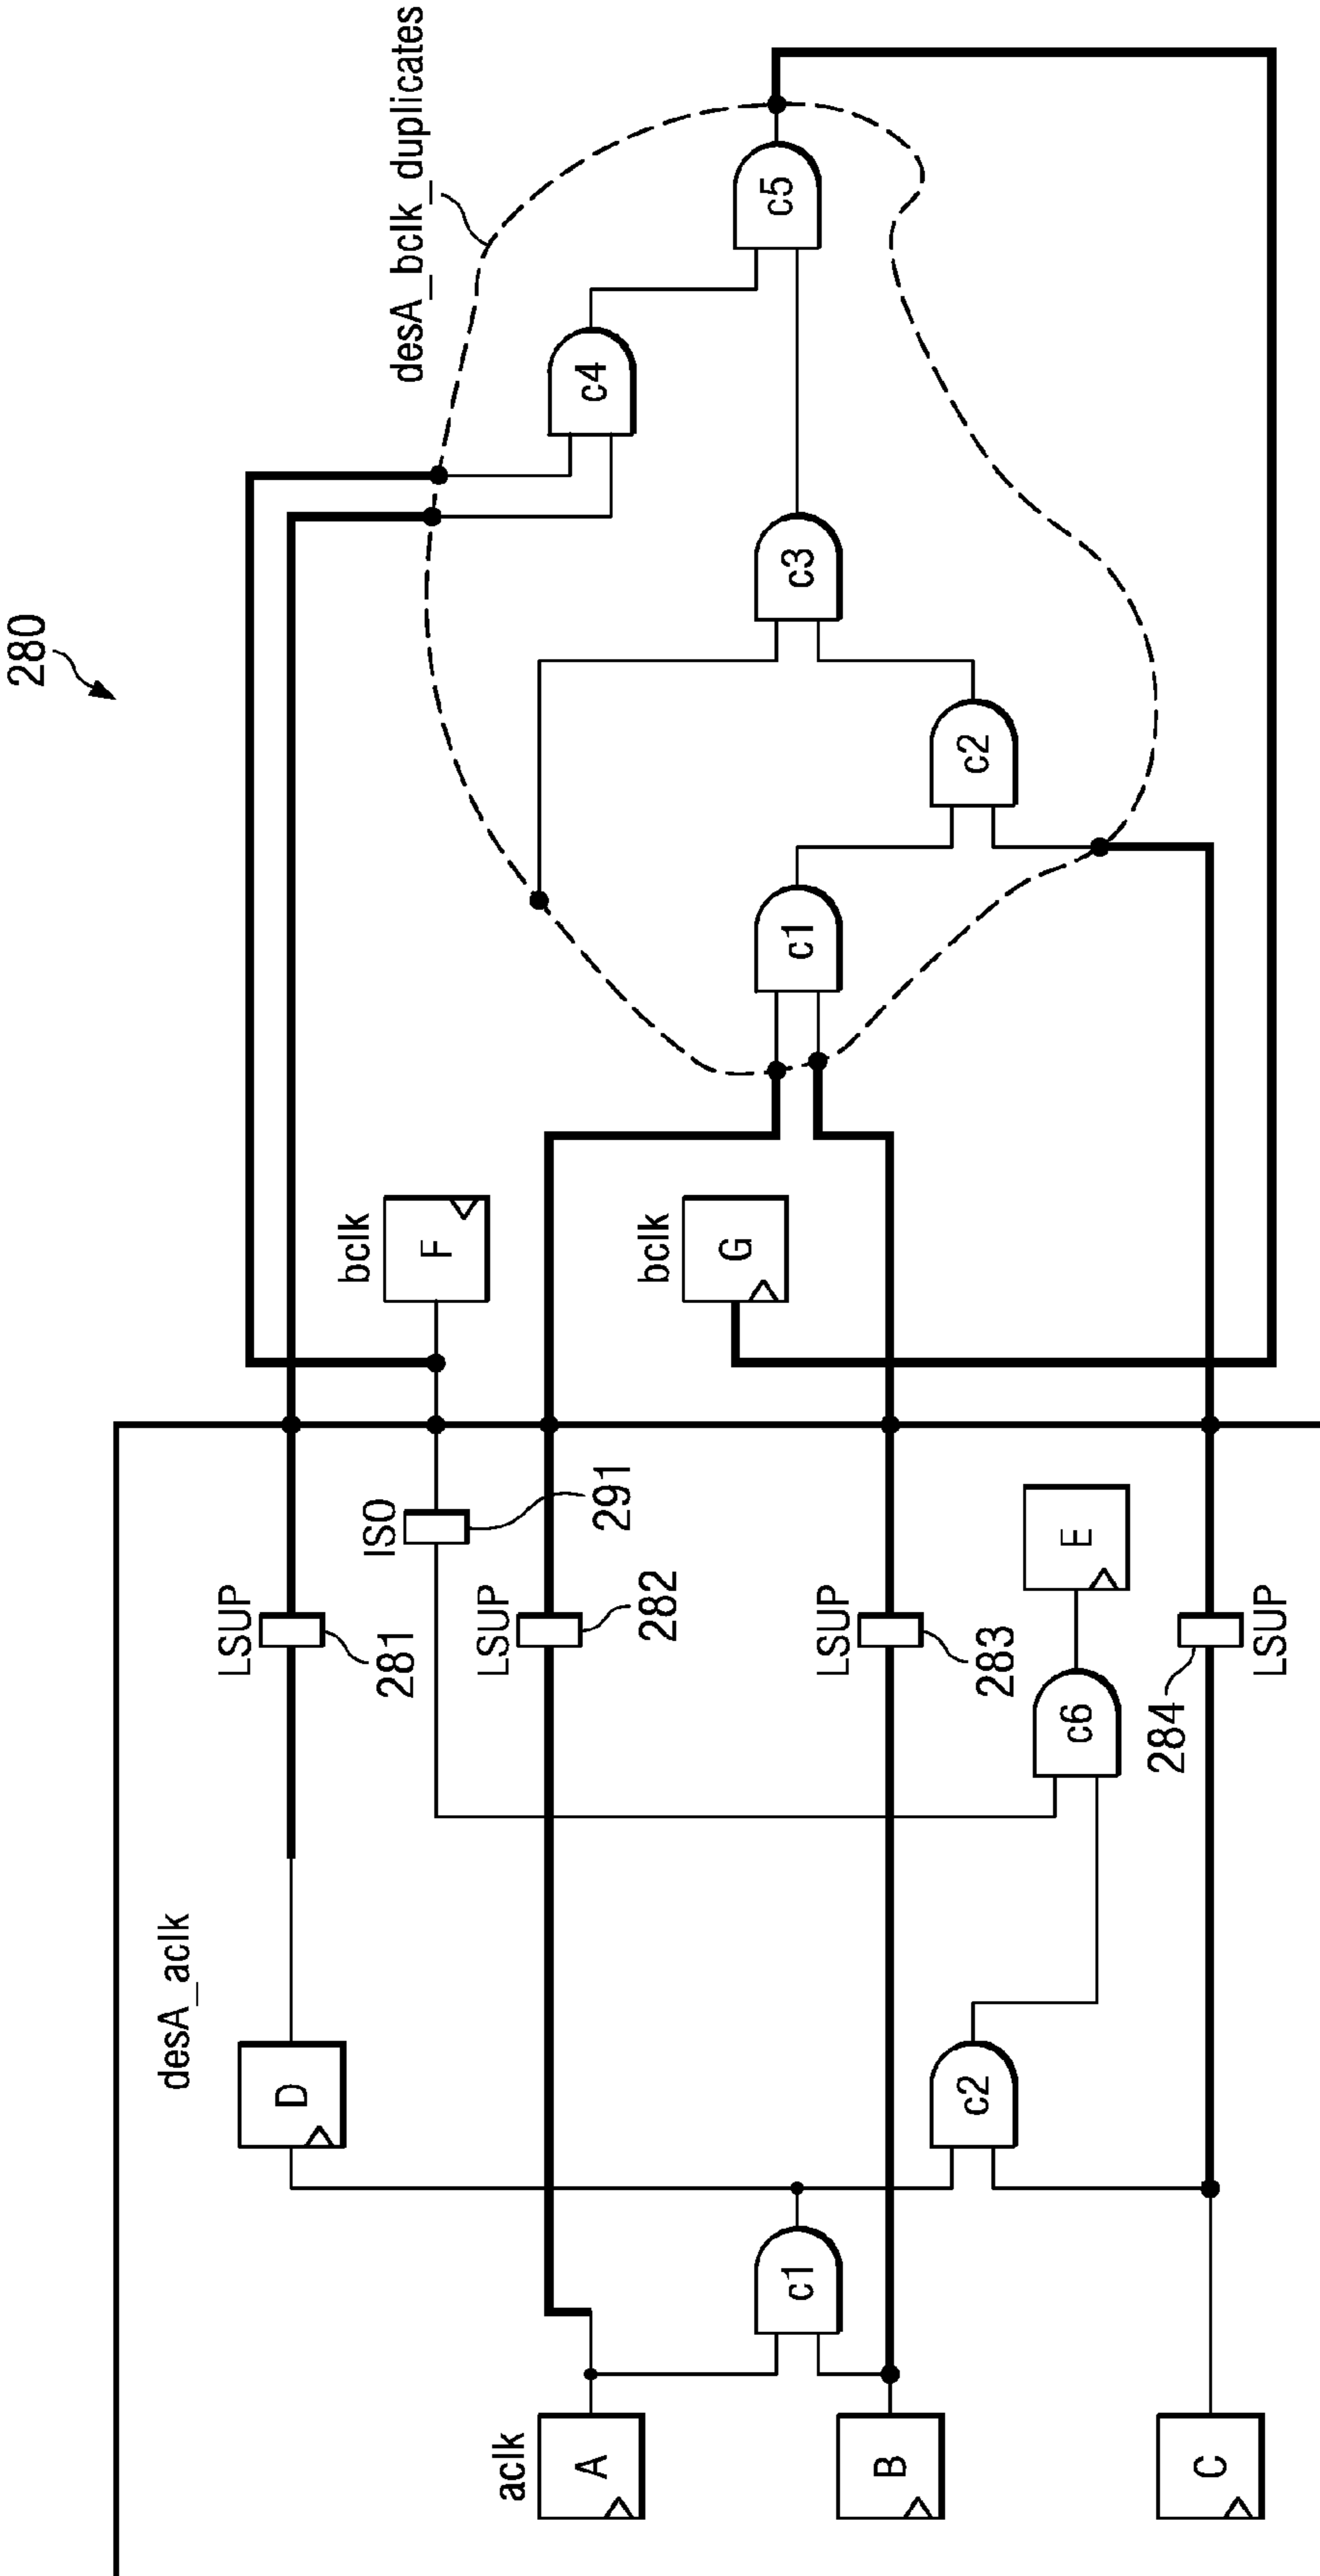 280
desA_bclk_duplicates
c5
c4
c3
c2
c1
bclk
F
bclk
G
LSUP
281
ISO
291
LSUP
282
LSUP
283
LSUP
284
E
c6
desA_aclk
D
c2
c1
aclk
A
B
C